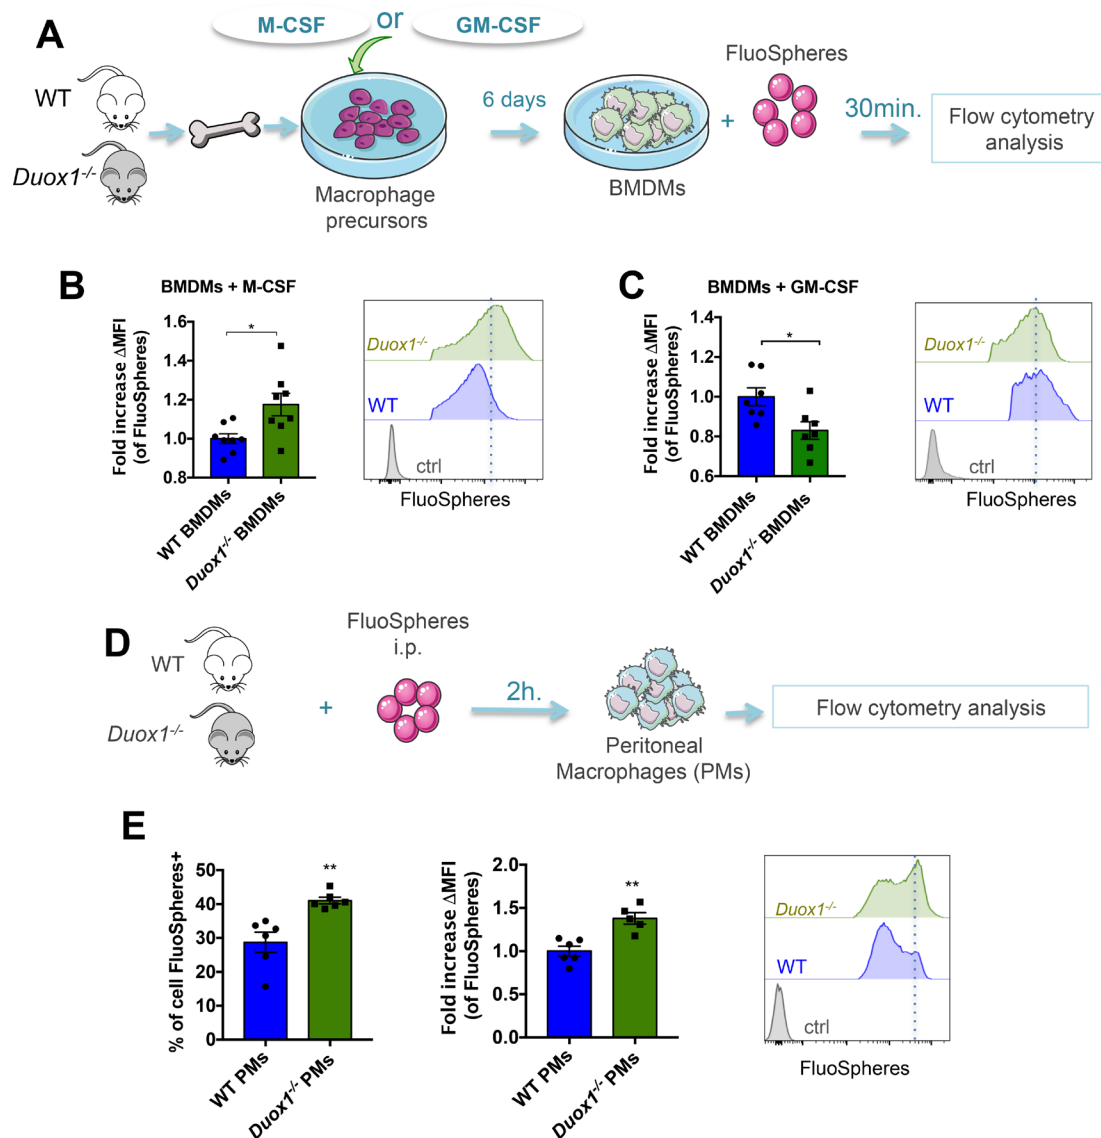 A
M-CSF
or
GM-CSF
WT
Duox1-/-
Macrophage
precursors
6 days
BMDMs
+
FluoSpheres
30min.
Flow cytometry
analysis
B
BMDMs + M-CSF
Fold increase ΔMFI
(of FluoSpheres)
1.6
1.4
1.2
1.0
0.8
*
WT BMDMs
Duox1-/- BMDMs
Duox1-/-
WT
ctrl
FluoSpheres
C
BMDMs + GM-CSF
Fold increase ΔMFI
(of FluoSpheres)
1.4
1.2
1.0
0.8
0.6
*
WT BMDMs
Duox1-/- BMDMs
Duox1-/-
WT
ctrl
FluoSpheres
D
WT
Duox1-/-
+
FluoSpheres
i.p.
2h.
Peritoneal
Macrophages (PMs)
Flow cytometry analysis
E
% of cell FluoSpheres+
50
40
30
20
10
0
**
WT PMs
Duox1-/- PMs
Fold increase ΔMFI
(of FluoSpheres)
2.0
1.5
1.0
0.5
0.0
**
WT PMs
Duox1-/- PMs
Duox1-/-
WT
ctrl
FluoSpheres